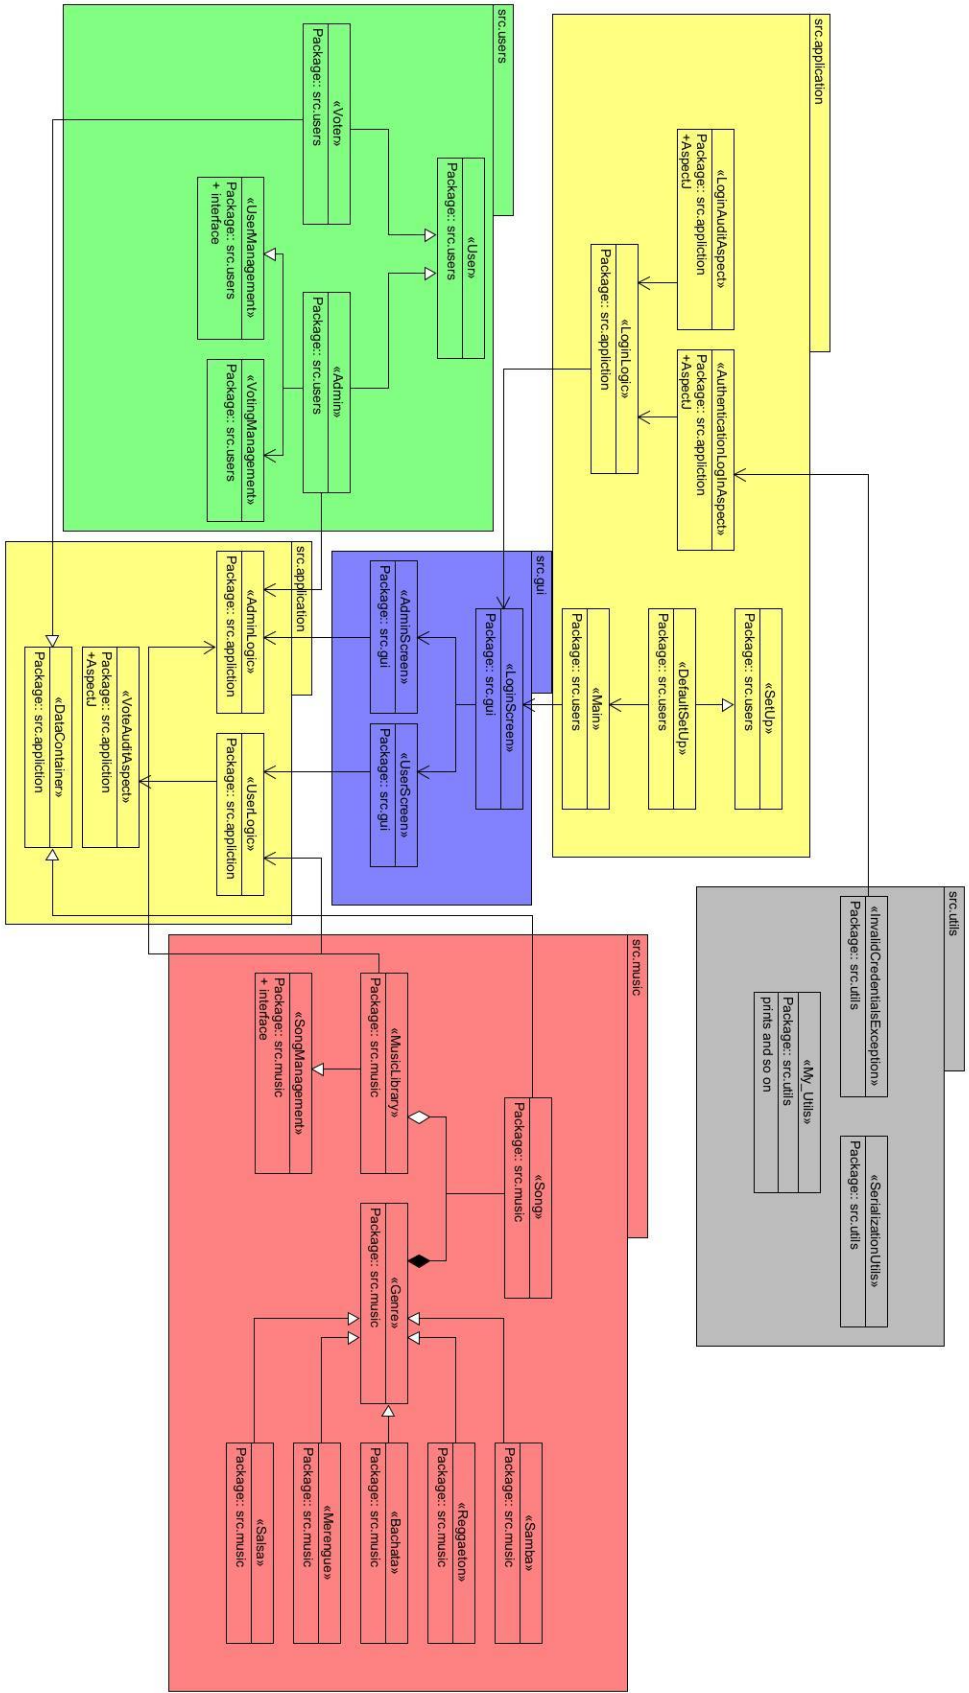 src.utils
«InvalidCredentialsException»
Package:: src.utils
«SerializationUtils»
Package:: src.utils
«My_Utils»
Package:: src.utils
prints and so on
src.application
«SetUp»
Package:: src.users
«LoginAuditAspect»
Package:: src.appliction
+AspectJ
«AuthenticationLogInAspect»
Package:: src.appliction
+AspectJ
«DefaultSetUp»
Package:: src.users
«LoginLogic»
Package:: src.appliction
«Main»
Package:: src.users
src.users
«User»
Package:: src.users
«Voter»
Package:: src.users
«Admin»
Package:: src.users
«UserManagement»
Package:: src.users
+ interface
«VotingManagement»
Package:: src.users
src.gui
«LoginScreen»
Package:: src.gui
«AdminScreen»
Package:: src.gui
«UserScreen»
Package:: src.gui
src.application
«AdminLogic»
Package:: src.appliction
«UserLogic»
Package:: src.appliction
«VoteAuditAspect»
Package:: src.appliction
+AspectJ
«DataContainer»
Package:: src.appliction
src.music
«Song»
Package:: src.music
«MusicLibrary»
Package:: src.music
«SongManagement»
Package:: src.music
+ interface
«Genre»
Package:: src.music
«Samba»
Package:: src.music
«Reggaeton»
Package:: src.music
«Bachata»
Package:: src.music
«Merengue»
Package:: src.music
«Salsa»
Package:: src.music